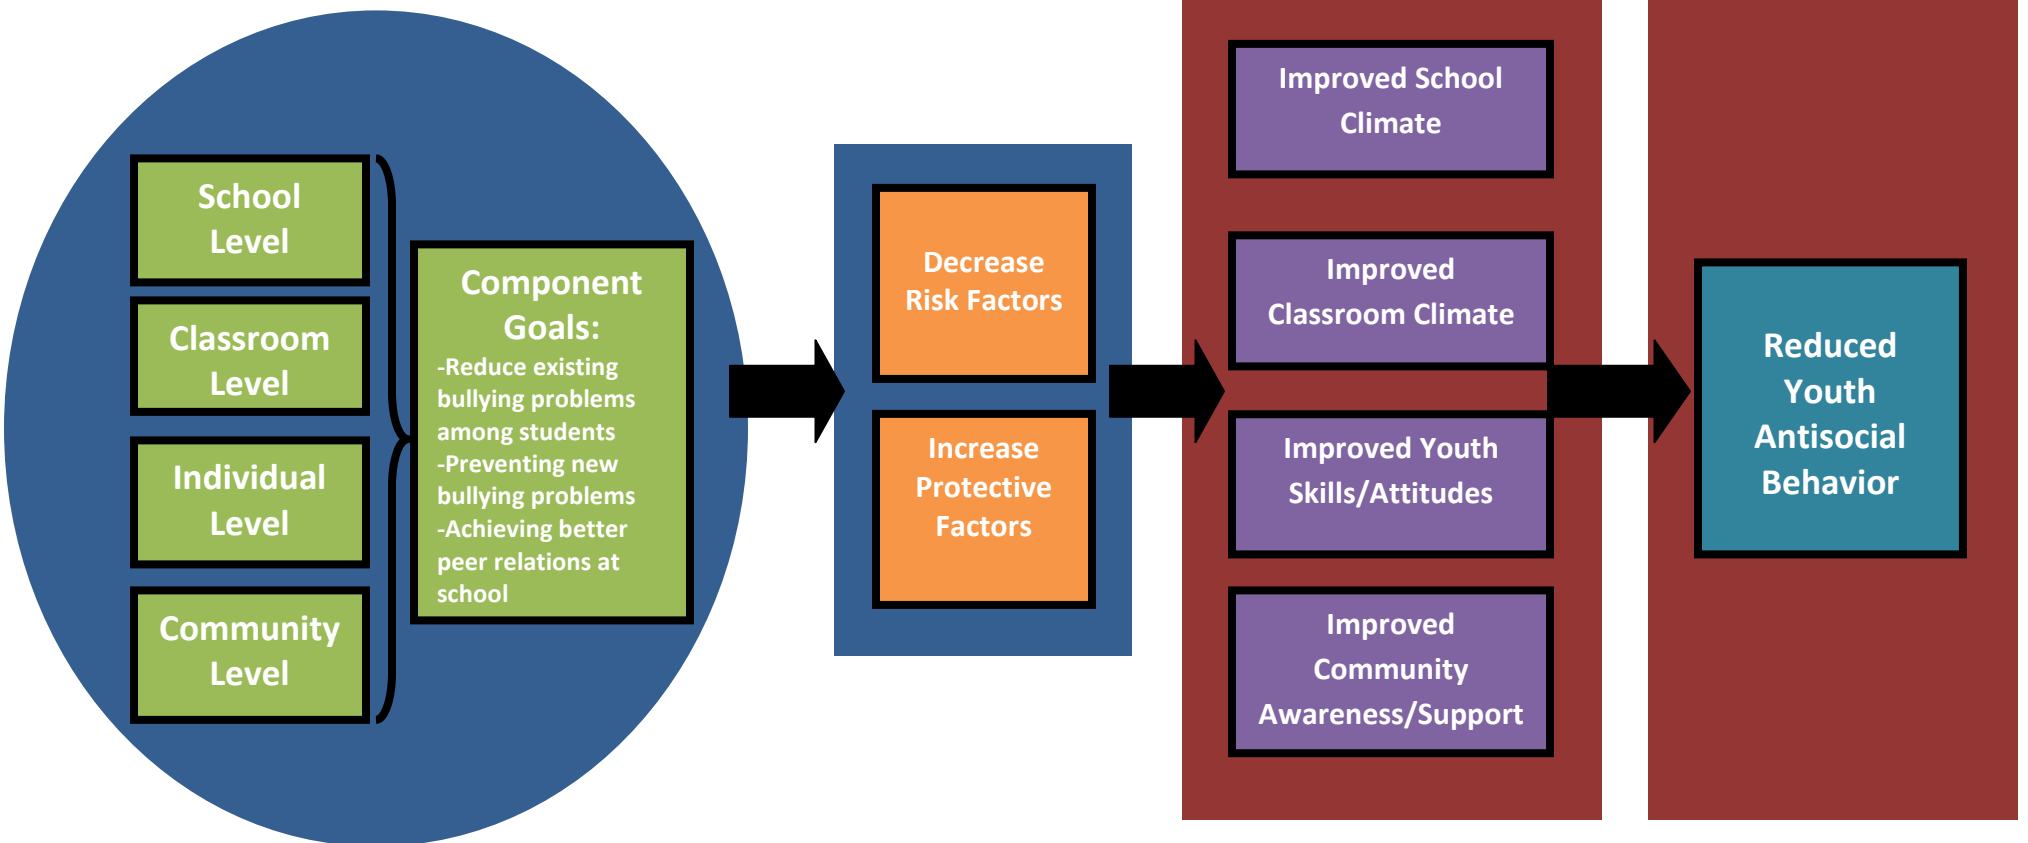 School
Level
Classroom
Level
Individual
Level
Community
Level
Component
Goals:
-Reduce existing
bullying problems
among students
-Preventing new
bullying problems
-Achieving better
peer relations at
school
Decrease
Risk Factors
Increase
Protective
Factors
Improved School
Climate
Improved
Classroom Climate
Improved Youth
Skills/Attitudes
Improved
Community
Awareness/Support
Reduced
Youth
Antisocial
Behavior